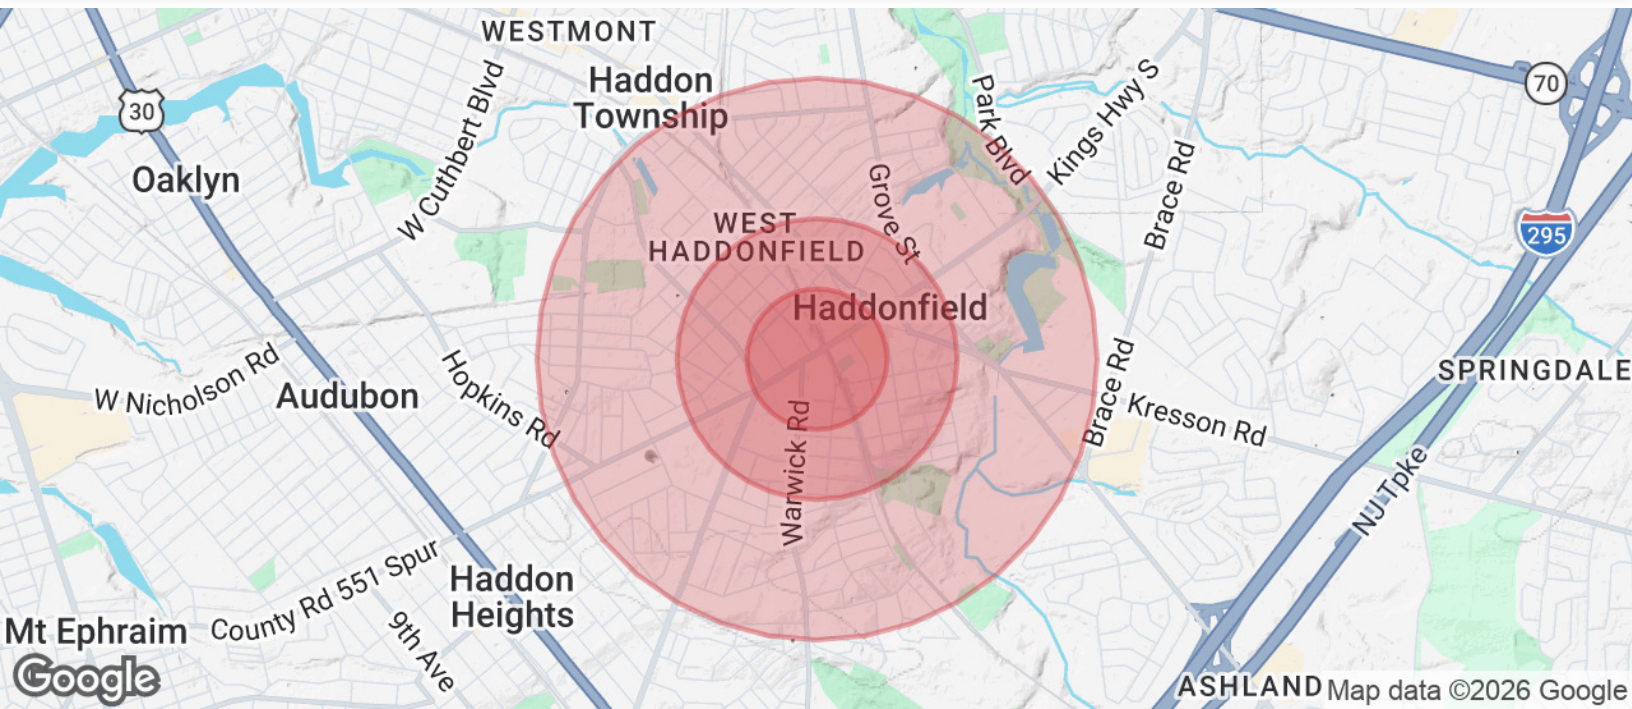 WESTMONT
Haddon
Township
30
Oaklyn
W Cuthbert Blvd
Park Blvd
Kings Hwy S
70
Brace Rd
295
Grove St
WEST
HADDONFIELD
Haddonfield
W Nicholson Rd
Audubon
Hopkins Rd
Warwick Rd
Brace Rd
Kresson Rd
SPRINGDALE
NJ Tpke
County Rd 551 Spur
Haddon
Heights
9th Ave
Mt Ephraim
Google
ASHLAND
Map data ©2026 Google